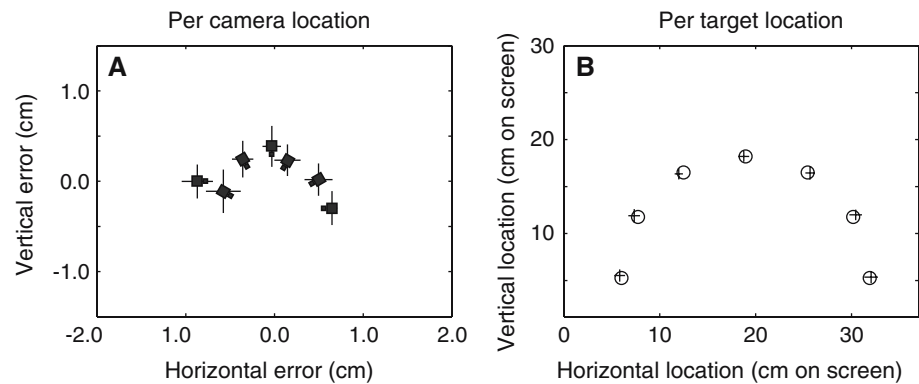 Per camera location
A
Vertical error (cm)
1.0
0.0
-1.0
-2.0 1.0 0.0 1.0 2.0
Horizontal error (cm)
Per target location
B
Vertical location (cm on screen)
30
20
10
0 10 20 30
Horizontal location (cm on screen)